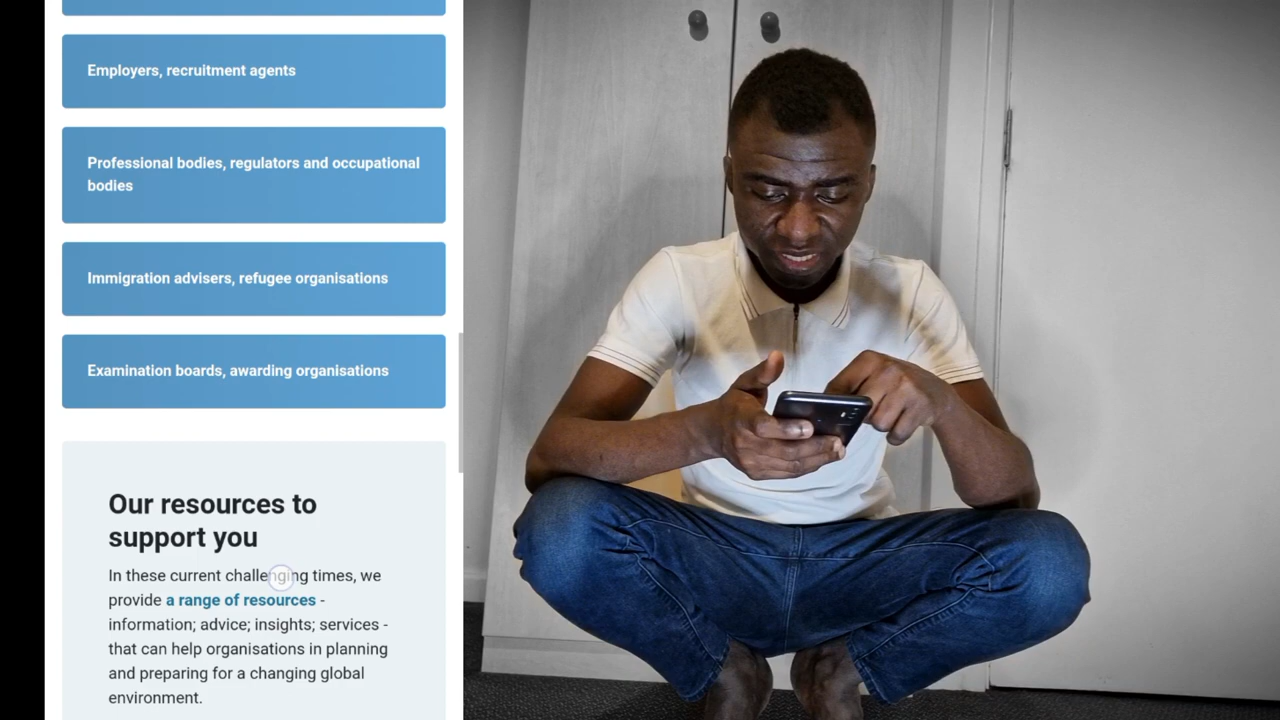 Employers, recruitment agents
Professional bodies, regulators and occupational
bodies
Immigration advisers, refugee organisations
Examination boards, awarding organisations
Our resources to
support you
In these current challenging times, we
provide a range of resources -
information; advice; insights; services -
that can help organisations in planning
and preparing for a changing global
environment.